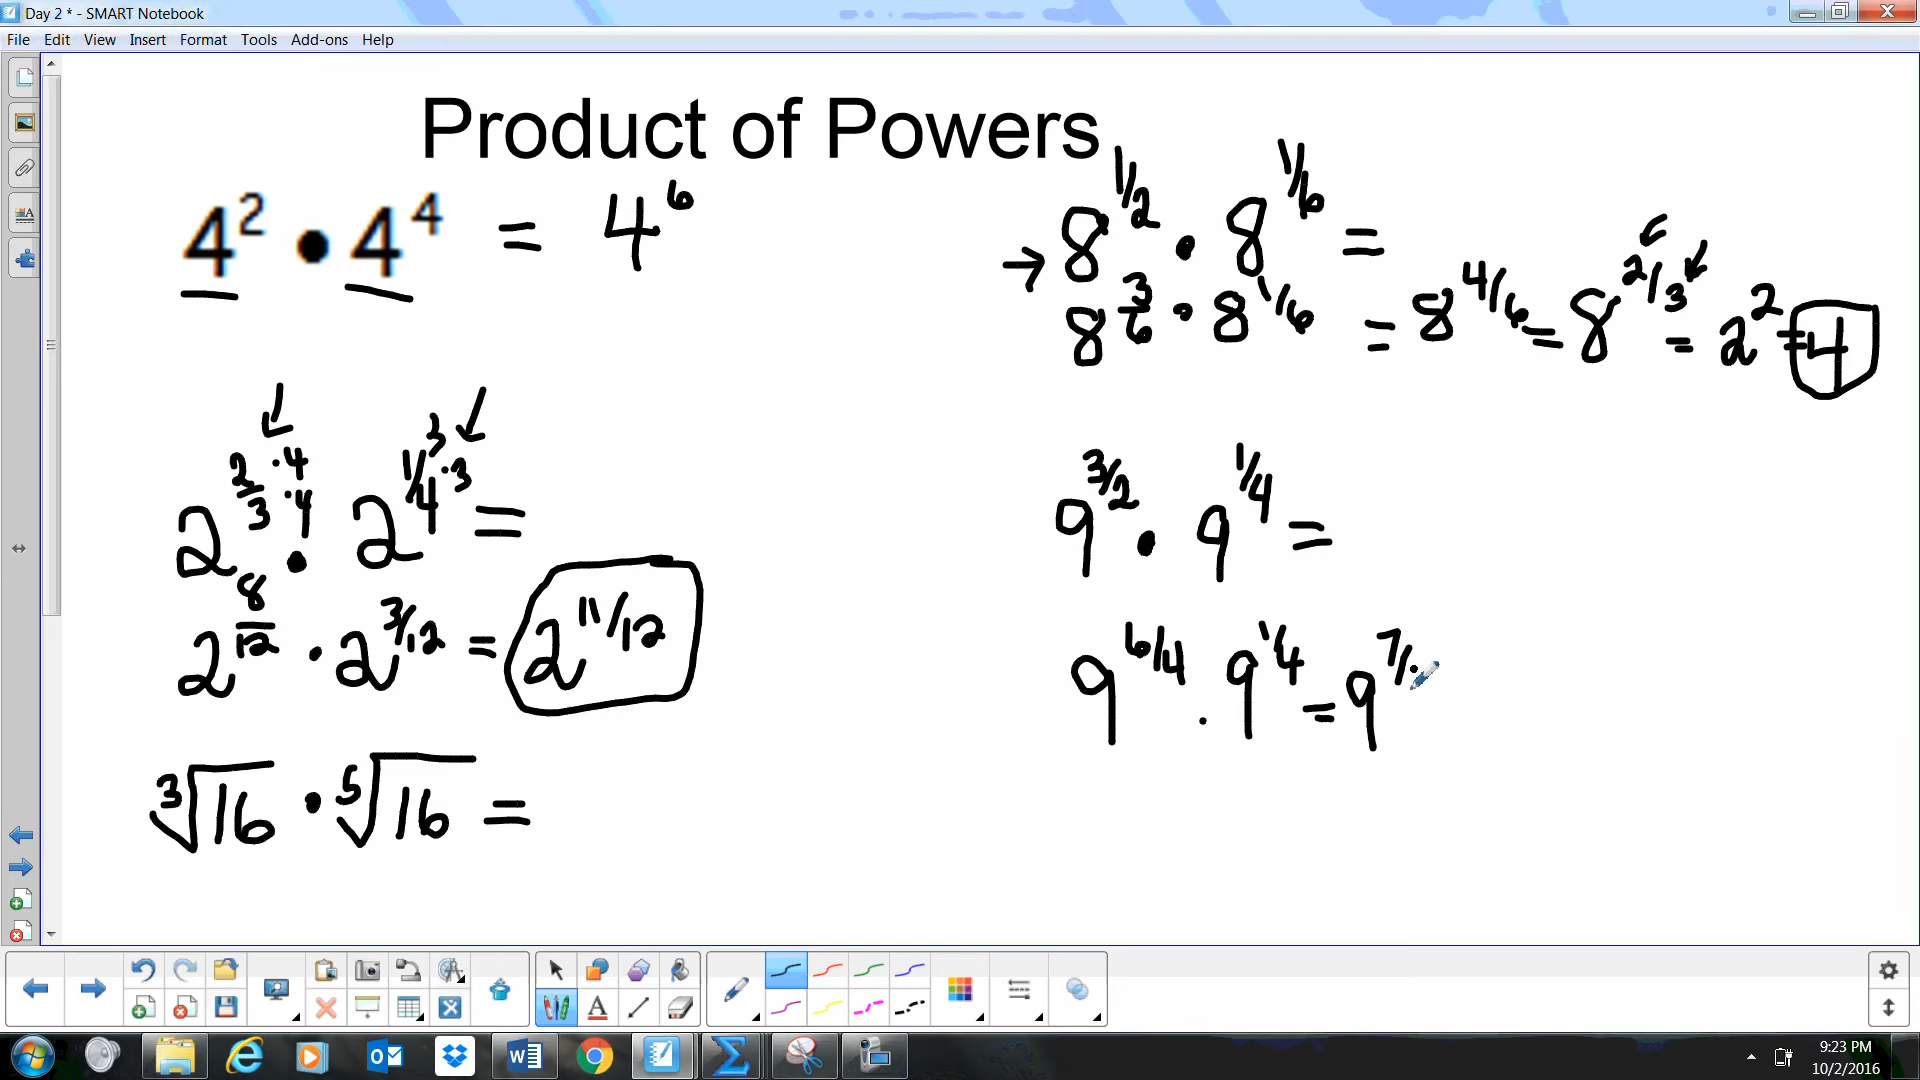 Day 2 * - SMART Notebook
File Edit View Insert Format Tools Add-ons Help
Product of Powers
4² • 4⁴ = 4⁶
2^(2/3 ·4/·4) • 2^(1/4 ·3) 3 =
2^(8/12) · 2^(3/12) = 2^(11/12)
³√16 • ⁵√16 =
→ 8^(1/2) • 8^(1/6) =
8^(3/6) · 8^(1/6) = 8^(4/6) = 8^(2/3) = 2² = 4
9^(3/2) • 9^(1/4) =
9^(6/4) · 9^(1/4) = 9^(7/
A
9:23 PM
10/2/2016